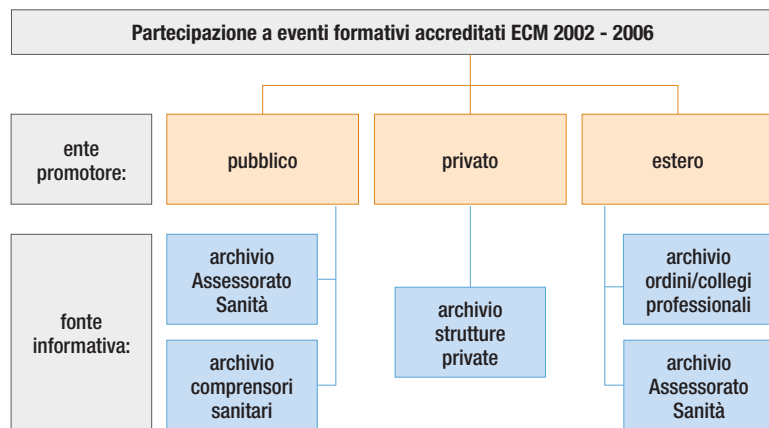 Partecipazione a eventi formativi accreditati ECM 2002 - 2006
ente
promotore:
pubblico
privato
estero
fonte
informativa:
archivio
Assessorato
Sanità
archivio
comprensori
sanitari
archivio
strutture
private
archivio
ordini/collegi
professionali
archivio
Assessorato
Sanità